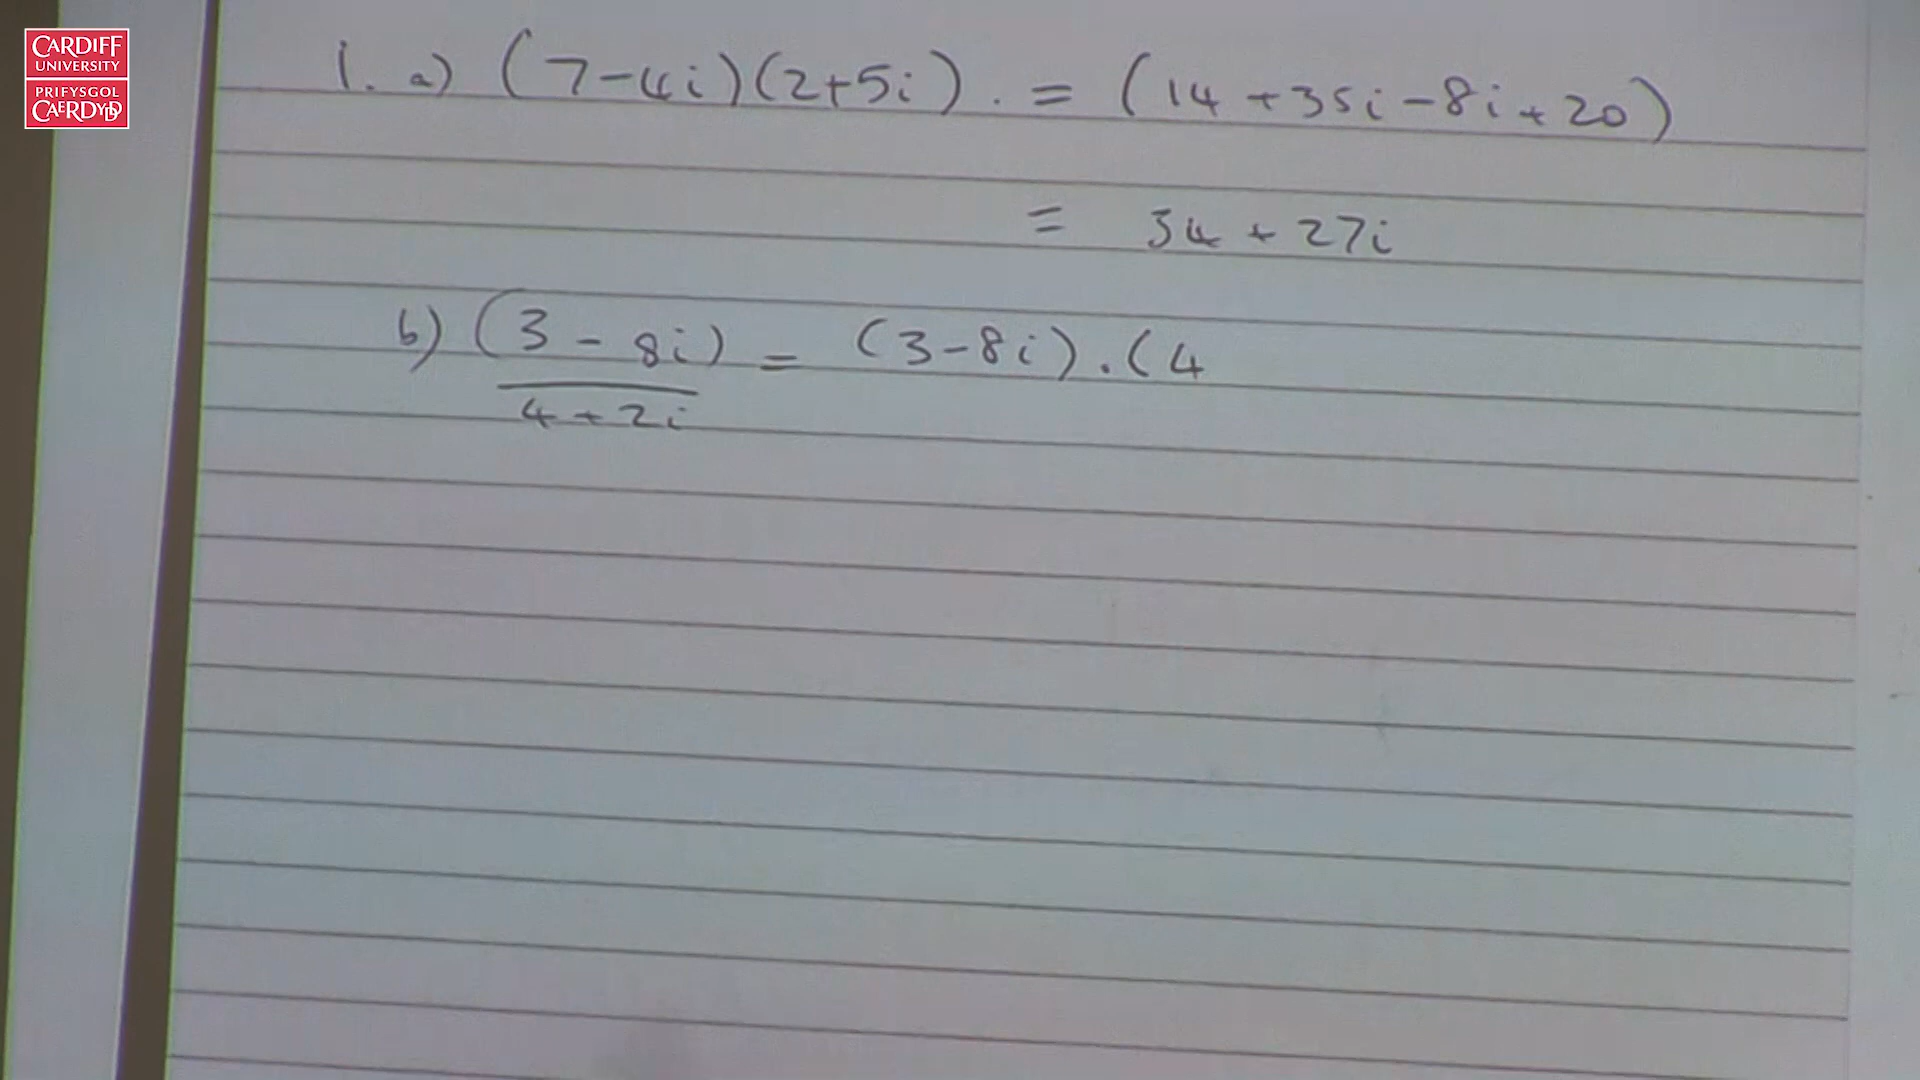 CARDIFF
UNIVERSITY
PRIFYSGOL
CAERDYDD
1. a) (7-4i)(2+5i). = (14 +35i -8i + 20)
= 34 + 27i
b) (3 - 8i) = (3-8i).(4
4 + 2i